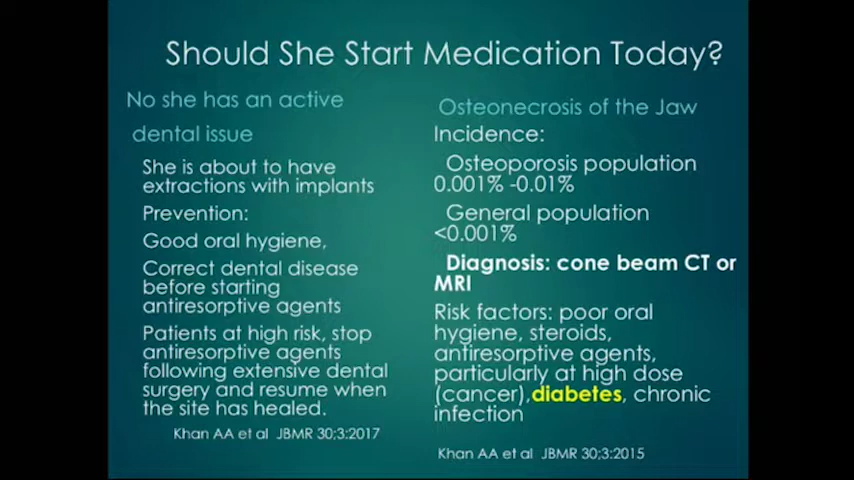 Should She Start Medication Today?
No she has an active
dental issue
She is about to have
extractions with implants
Prevention:
Good oral hygiene,
Correct dental disease
before starting
antiresorptive agents
Patients at high risk, stop
antiresorptive agents
following extensive dental
surgery and resume when
the site has healed.
Khan AA et al JBMR 30;3:2017
Osteonecrosis of the Jaw
Incidence:
Osteoporosis population
0.001% -0.01%
General population
<0.001%
Diagnosis: cone beam CT or
MRI
Risk factors: poor oral
hygiene, steroids,
antiresorptive agents,
particularly at high dose
(cancer),diabetes, chronic
infection
Khan AA et al JBMR 30;3:2015